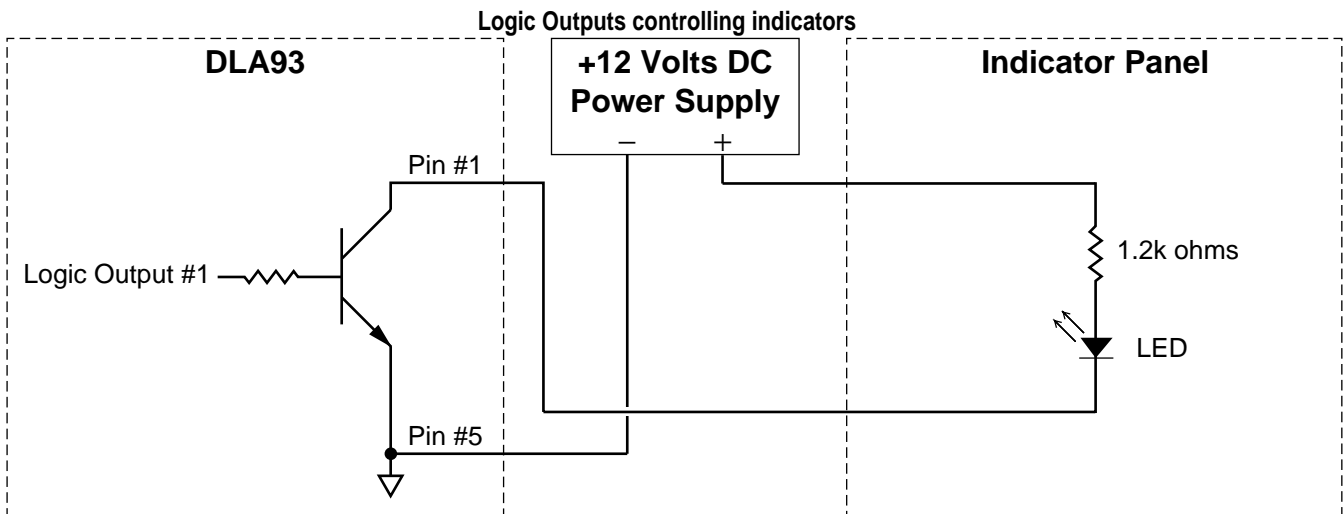 Logic Outputs controlling indicators
DLA93
+12 Volts DC
Power Supply
− +
Indicator Panel
Pin #1
Logic Output #1
1.2k ohms
LED
Pin #5